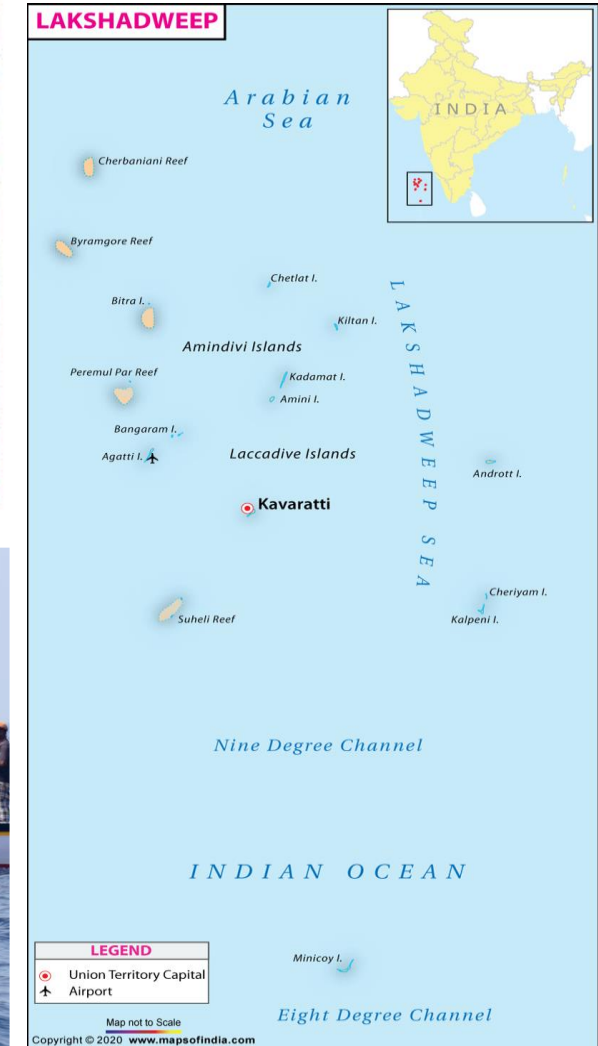 LAKSHADWEEP
Arabian
Sea
INDIA
Cherbaniani Reef
Byramgore Reef
Chetlat I.
Bitra I.
Kiltan I.
Amindivi Islands
Peremul Par Reef
Kadamat I.
Amini I.
Bangaram I.
Agatti I.
Laccadive Islands
LAKSHADWEEP SEA
Andrott I.
Kavaratti
Cheriyam I.
Kalpeni I.
Suheli Reef
Nine Degree Channel
INDIAN OCEAN
LEGEND
Union Territory Capital
Airport
Minicoy I.
Eight Degree Channel
Map not to Scale
Copyright © 2020 www.mapsofindia.com